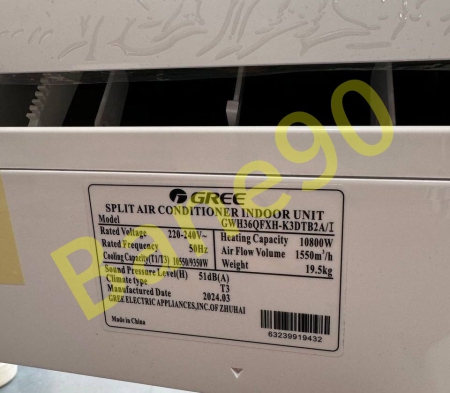 GREE
SPLIT AIR CONDITIONER INDOOR UNIT
Model GWH36QFXH-K3DTB2A/I
Rated Voltage 220-240V~
Rated Frequency 50Hz
Cooling Capacity(T1/T3) 10550/9350W
Sound Pressure Level(H) 51dB(A)
Climate type T3
Manufactured Date 2024.03
Heating Capacity 10800W
Air Flow Volume 1550m³/h
Weight 19.5kg
GREE ELECTRIC APPLIANCES,INC.OF ZHUHAI
Made in China
63239919432